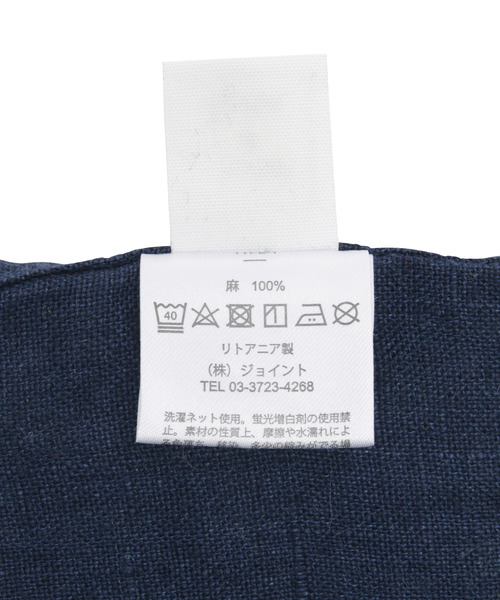 麻 100%
40
リトアニア製
（株）ジョイント
TEL 03-3723-4268
洗濯ネット使用。蛍光増白剤の使用禁
止。素材の性質上、摩擦や水濡れによ